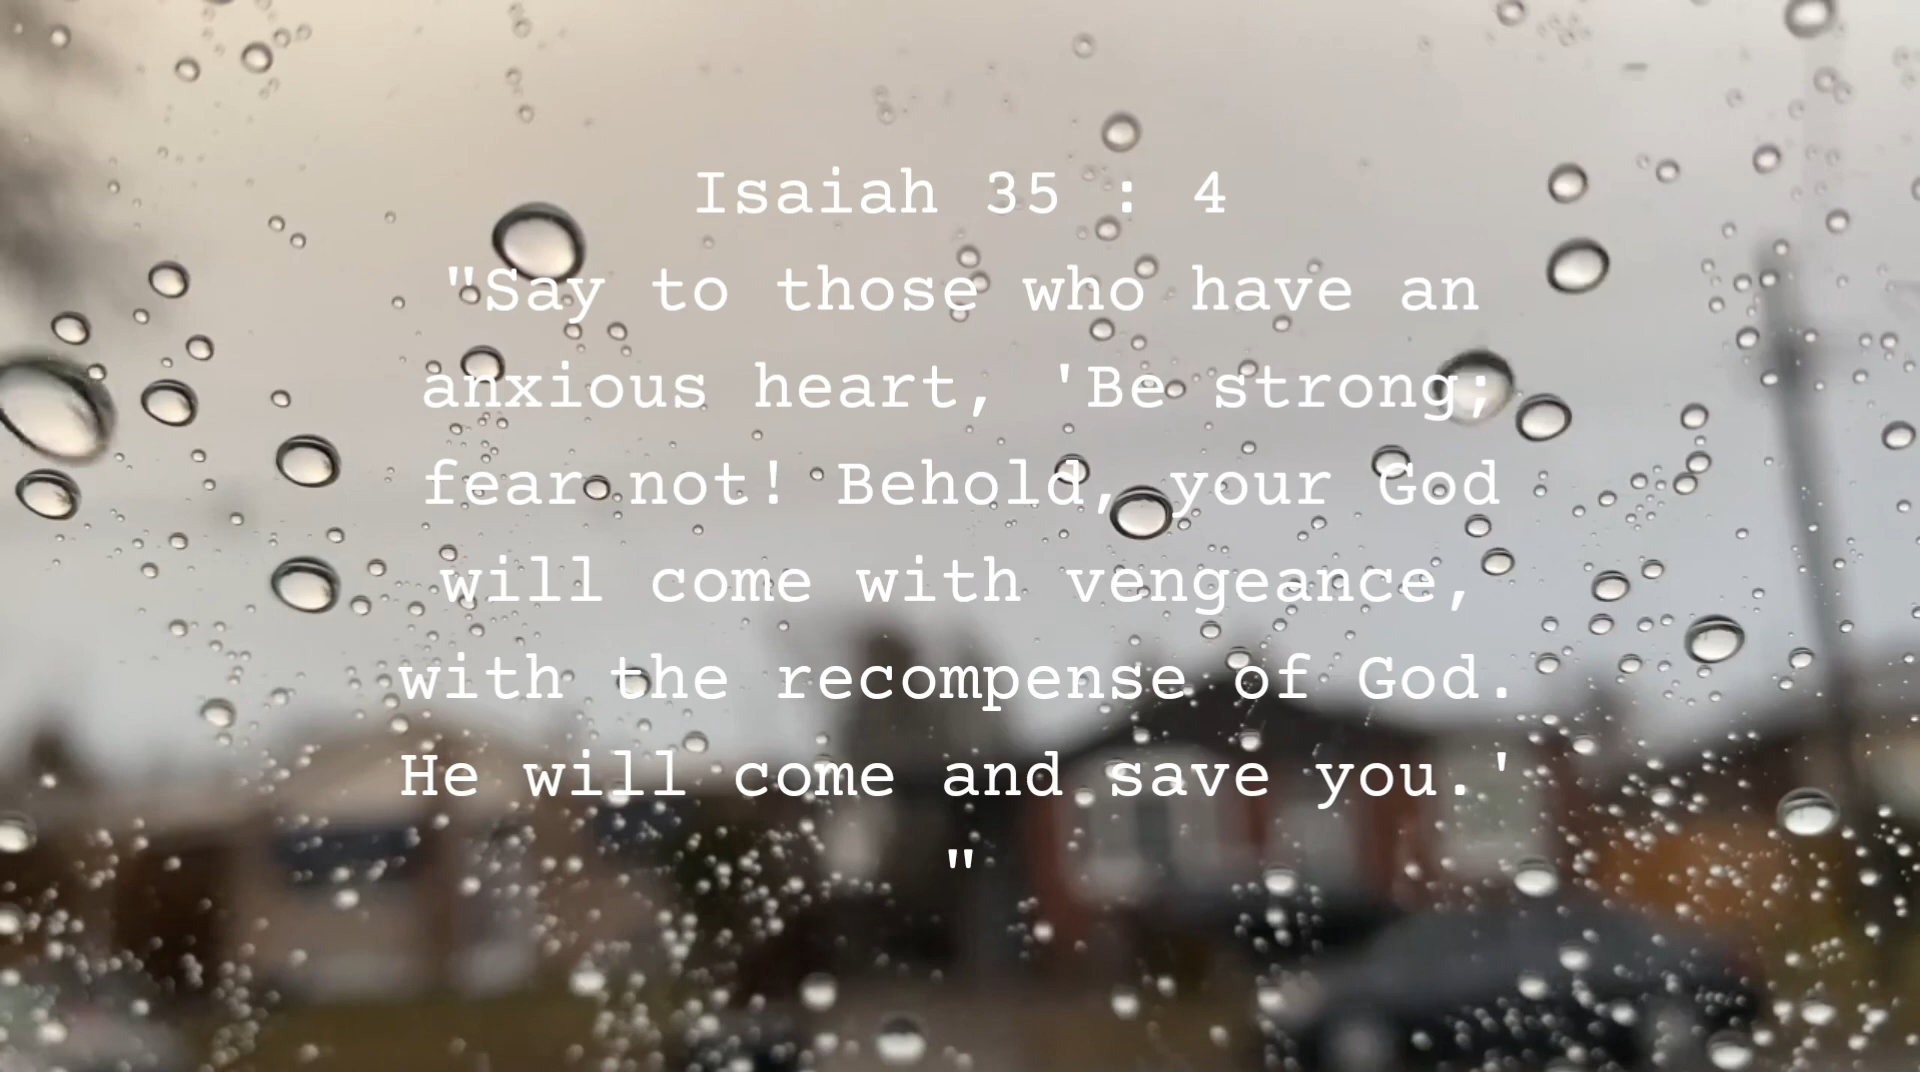 Isaiah 35 : 4
"Say to those who have an
anxious heart, 'Be strong;
fear not! Behold, your God
will come with vengeance,
with the recompense of God.
He will come and save you.'
"